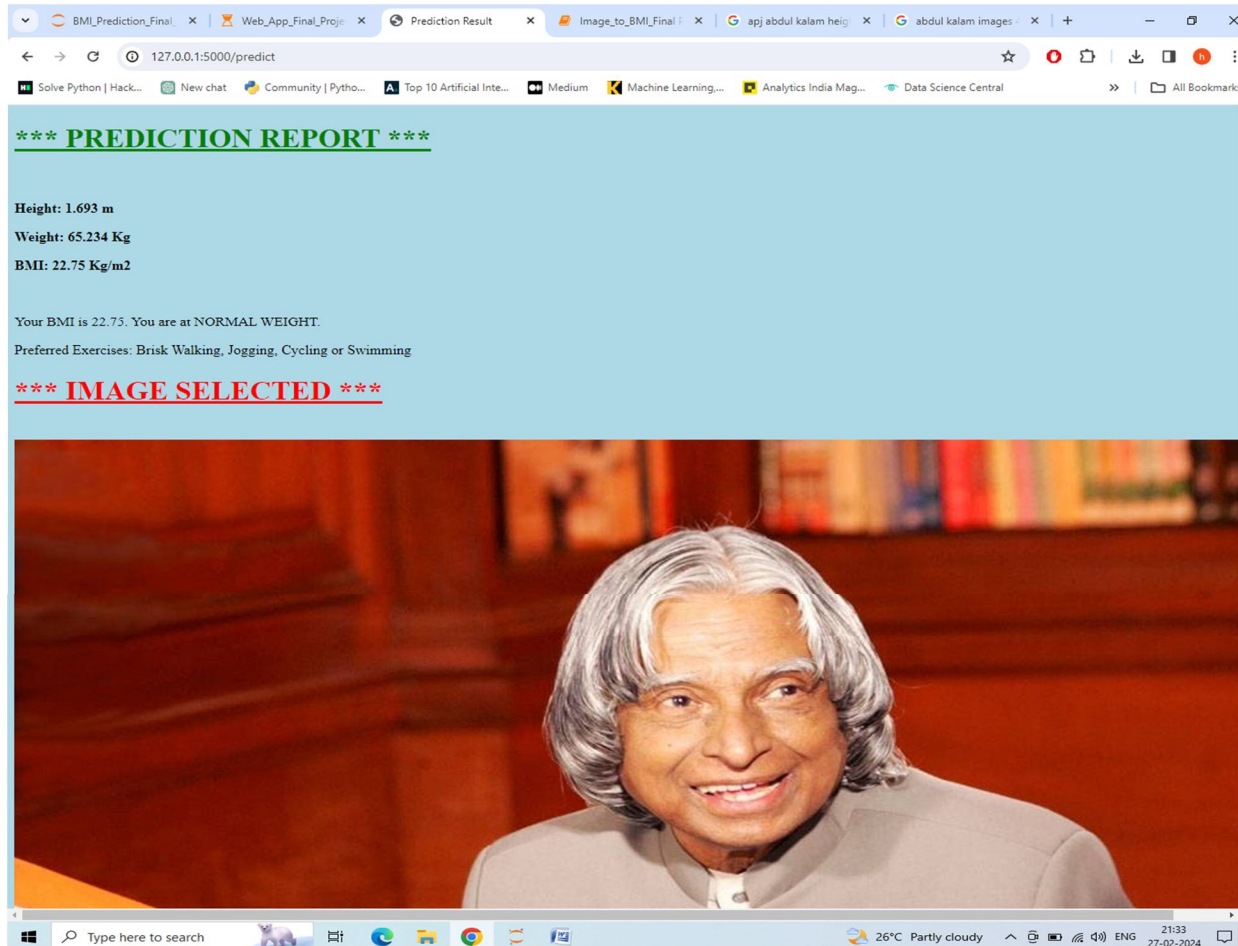 BMI_Prediction_Final_
Web_App_Final_Proje
Prediction Result
Image_to_BMI_Final
apj abdul kalam heig
abdul kalam images
127.0.0.1:5000/predict
h
Solve Python | Hack...
New chat
Community | Pytho...
Top 10 Artificial Inte...
Medium
Machine Learning,...
Analytics India Mag...
Data Science Central
All Bookmarks
*** PREDICTION REPORT ***
Height: 1.693 m
Weight: 65.234 Kg
BMI: 22.75 Kg/m2
Your BMI is 22.75. You are at NORMAL WEIGHT.
Preferred Exercises: Brisk Walking, Jogging, Cycling or Swimming
*** IMAGE SELECTED ***
Type here to search
26°C Partly cloudy
ENG
21:33
27-02-2024